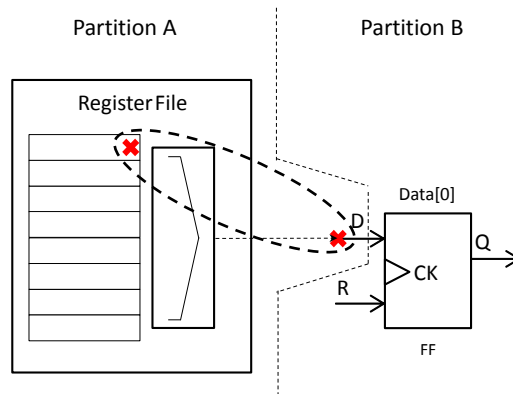 Partition A
Partition B
Register File
Data[0]
D
Q
CK
R
FF